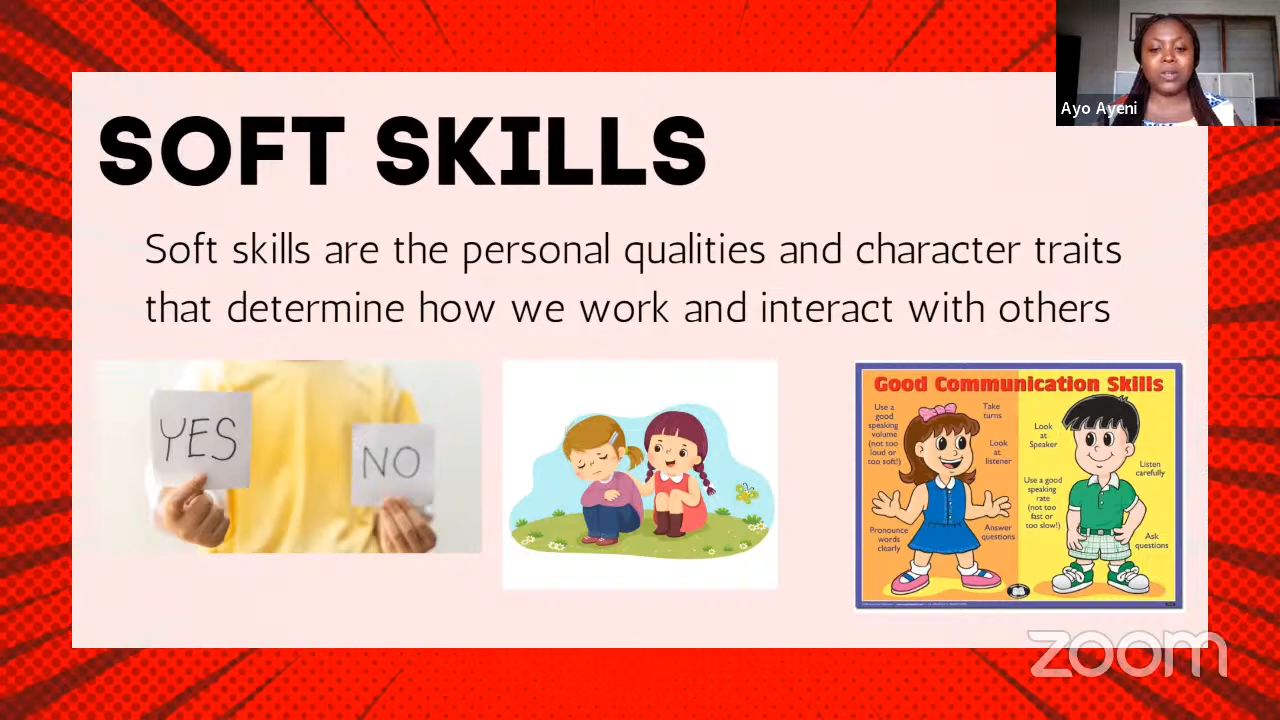 Ayo Ayeni
SOFT SKILLS
Soft skills are the personal qualities and character traits
that determine how we work and interact with others
YES
NO
Good Communication Skills
Use a
good
speaking
volume
(not too
loud or
too soft!)
Take
turns
Look
at
listener
Pronounce
words
clearly
Answer
questions
Look
at
Speaker
Listen
carefully
Use a good
speaking
rate
(not too
fast or
too slow!)
Ask
questions
zoom